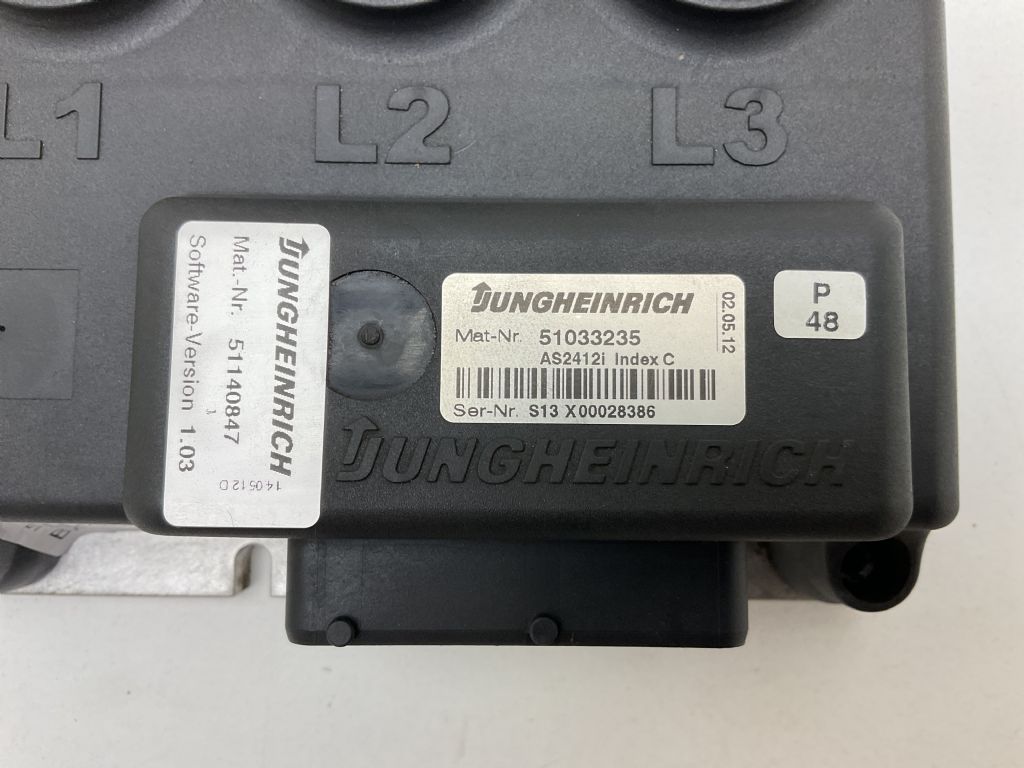 L1 L2 L3
JUNGHEINRICH
Mat.-Nr. 51140847
Software-Version 1.03
140512D
JUNGHEINRICH
02.05.12
Mat-Nr. 51033235
AS2412i Index C
Ser-Nr. S13 X00028386
P
48
JUNGHEINRICH